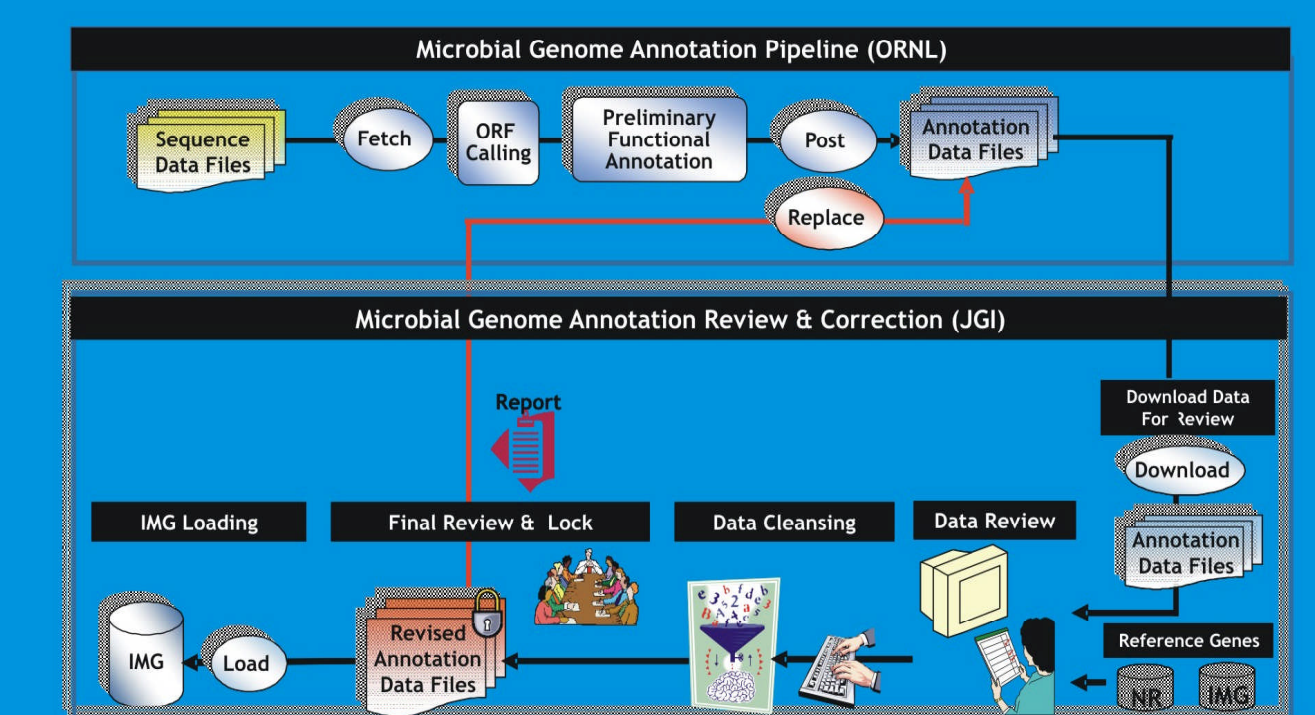 Microbial Genome Annotation Pipeline (ORNL)
Sequence
Data Files
Fetch
ORF
Calling
Preliminary
Functional
Annotation
Post
Annotation
Data Files
Replace
Microbial Genome Annotation Review & Correction (JGI)
Report
Download Data
For Review
Download
IMG Loading
Final Review & Lock
Data Cleansing
Data Review
Annotation
Data Files
IMG
Load
Revised
Annotation
Data Files
Reference Genes
NR
IMG